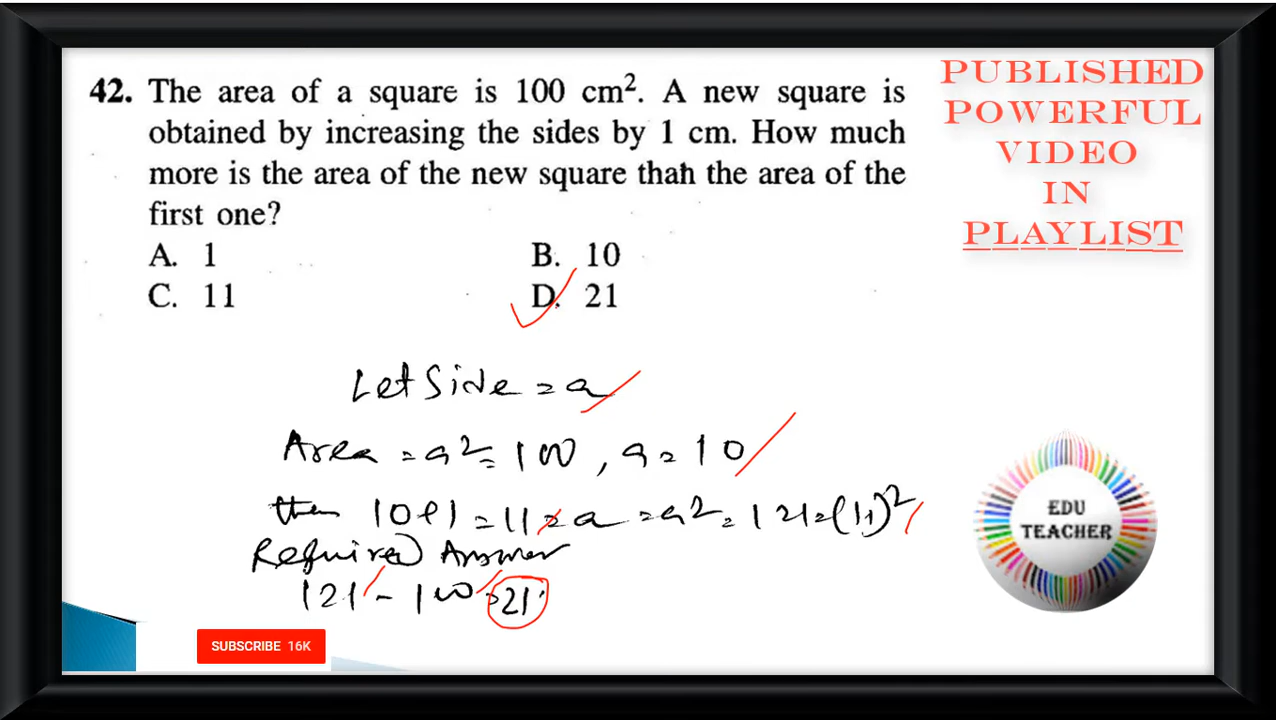 42. The area of a square is 100 cm². A new square is
obtained by increasing the sides by 1 cm. How much
more is the area of the new square than the area of the
first one?
A. 1 B. 10
C. 11 D. 21
PUBLISHED
POWERFUL
VIDEO
IN
PLAYLIST
Let Side = a
Area = a² = 100, a = 10
then 10+1 = 11 = a = a² = 121 = (11)²
Required Answer
121 - 100 = 21
EDU
TEACHER
SUBSCRIBE 16K